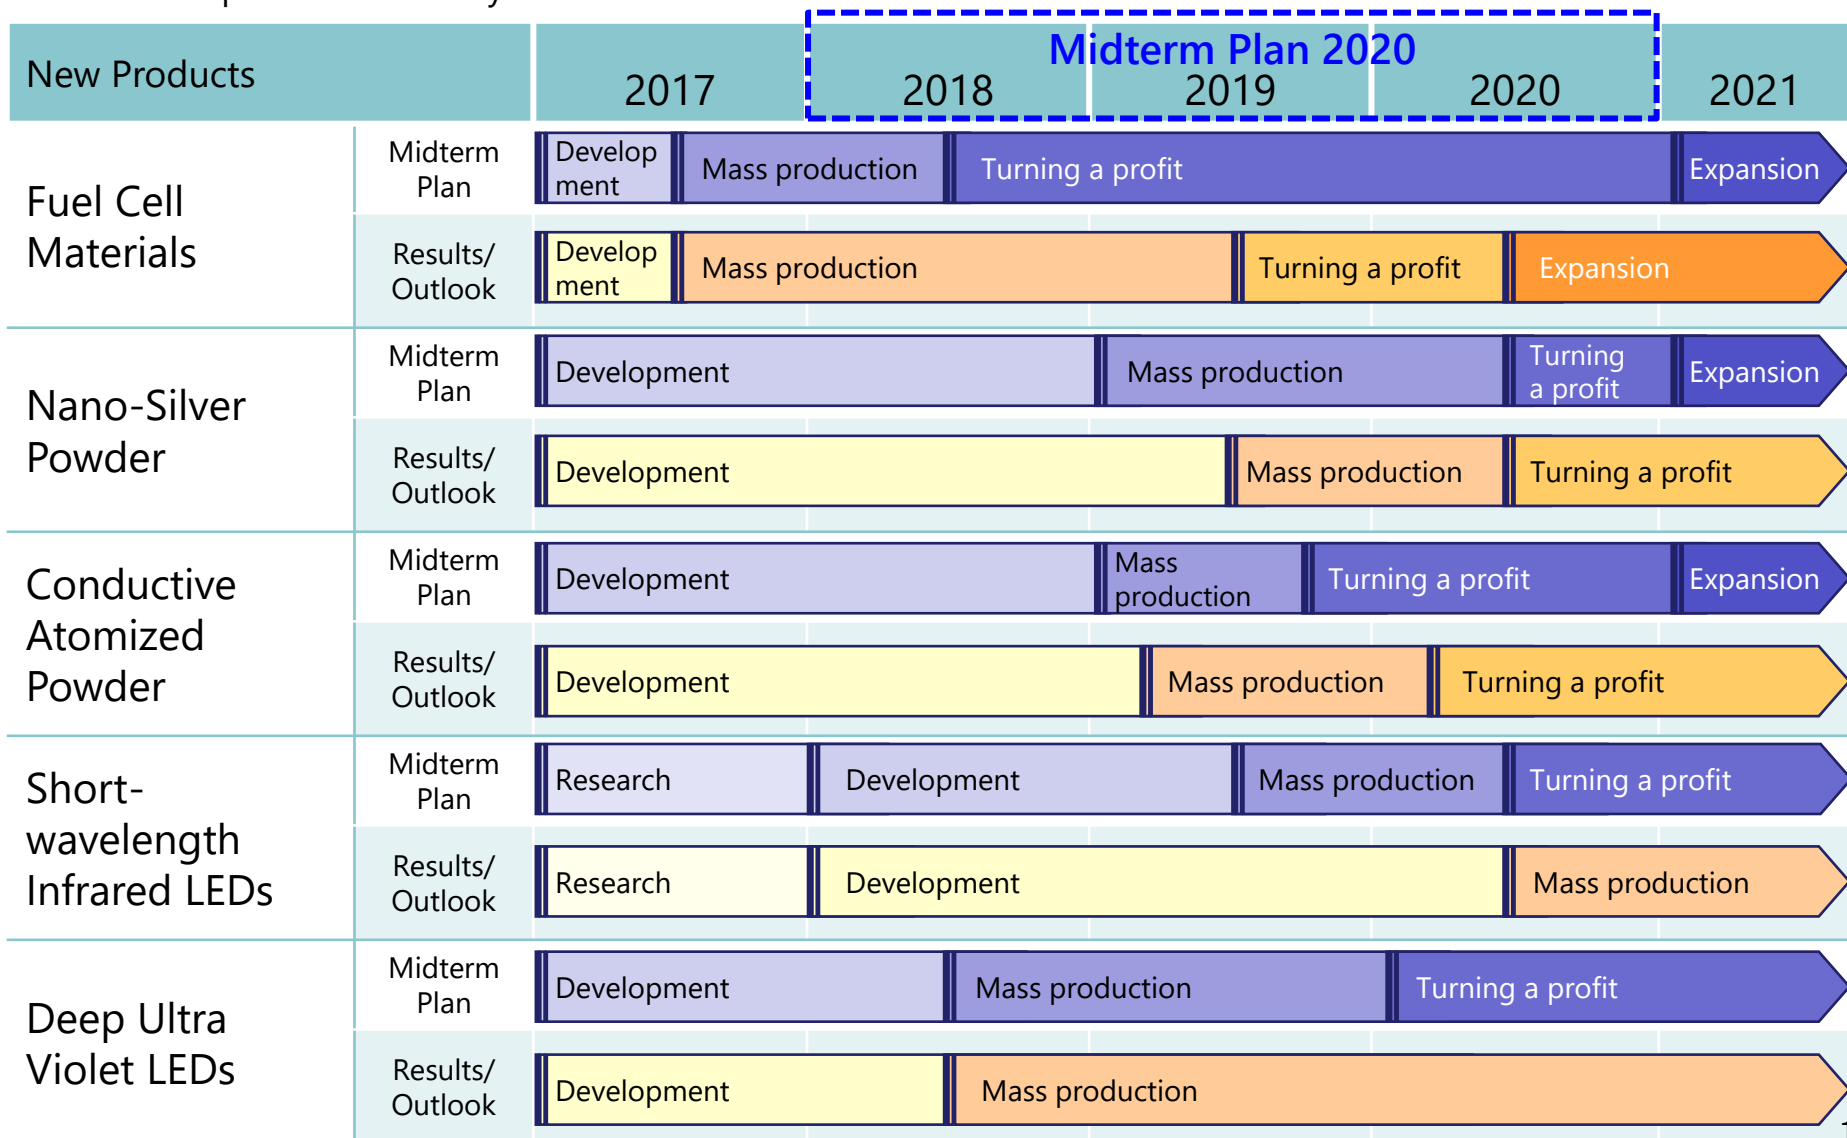 New Products
Midterm Plan 2020
2017
2018
2019
2020
2021
Fuel Cell
Materials
Midterm
Plan
Develop
ment
Mass production
Turning a profit
Expansion
Results/
Outlook
Develop
ment
Mass production
Turning a profit
Expansion
Nano-Silver
Powder
Midterm
Plan
Development
Mass production
Turning
a profit
Expansion
Results/
Outlook
Development
Mass production
Turning a profit
Conductive
Atomized
Powder
Midterm
Plan
Development
Mass
production
Turning a profit
Expansion
Results/
Outlook
Development
Mass production
Turning a profit
Short-
wavelength
Infrared LEDs
Midterm
Plan
Research
Development
Mass production
Turning a profit
Results/
Outlook
Research
Development
Mass production
Deep Ultra
Violet LEDs
Midterm
Plan
Development
Mass production
Turning a profit
Results/
Outlook
Development
Mass production